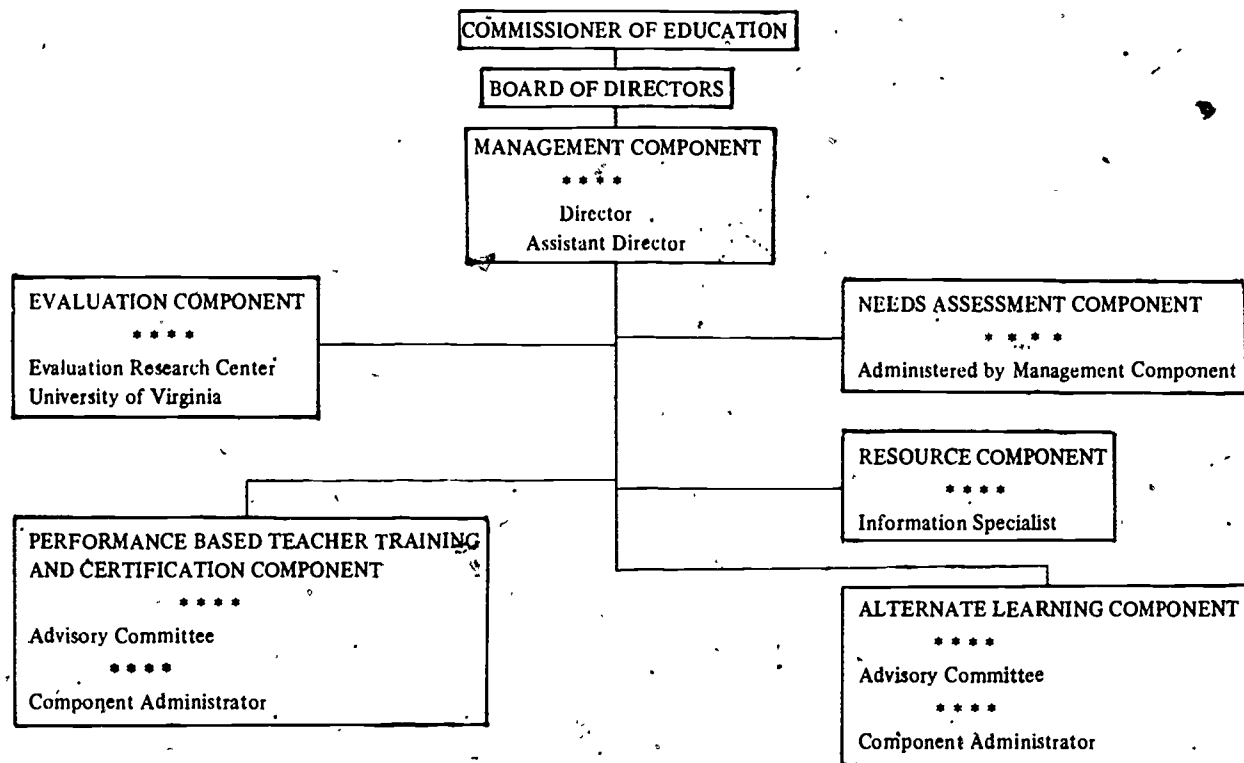 COMMISSIONER OF EDUCATION
BOARD OF DIRECTORS
MANAGEMENT COMPONENT
* * * *
Director
Assistant Director
EVALUATION COMPONENT
* * * *
Evaluation Research Center
University of Virginia
NEEDS ASSESSMENT COMPONENT
* * * *
Administered by Management Component
RESOURCE COMPONENT
* * * *
Information Specialist
PERFORMANCE BASED TEACHER TRAINING
AND CERTIFICATION COMPONENT
* * * *
Advisory Committee
* * * *
Component Administrator
ALTERNATE LEARNING COMPONENT
* * * *
Advisory Committee
* * * *
Component Administrator